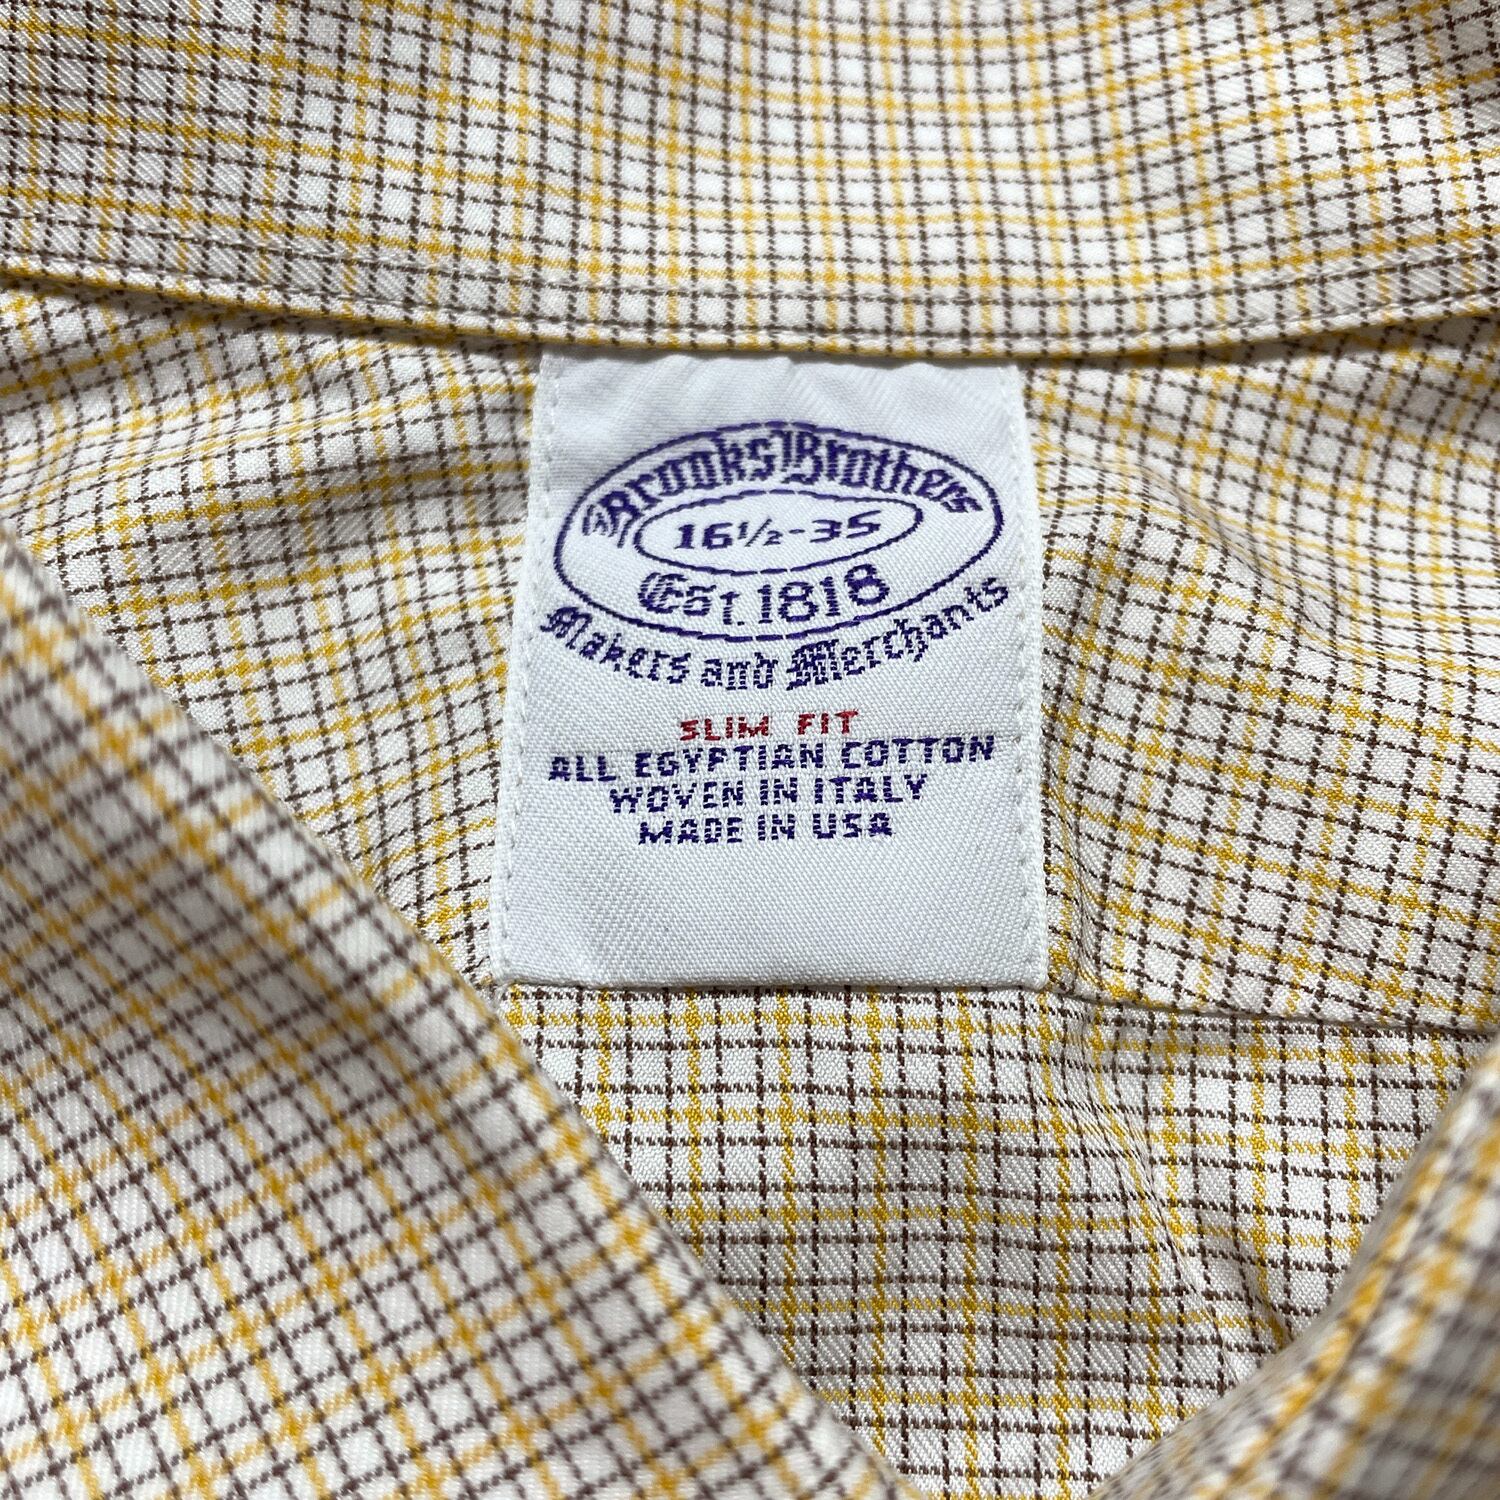 Brooks Brothers
16½-35
Est. 1818
Makers and Merchants
SLIM FIT
ALL EGYPTIAN COTTON
WOVEN IN ITALY
MADE IN USA